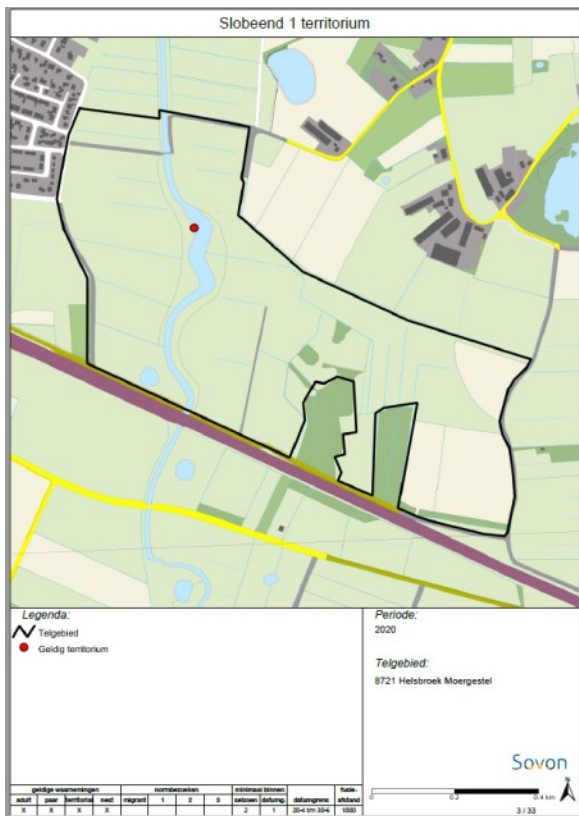 Slobeend 1 territorium
Legenda:
Telgebied
Geldig territorium
Periode:
2020
Telgebied:
8721 Helsbroek Moergestel
Sovon
0 0.2 0.4 km
3 / 33
geldige waarnemingen normbezoeken minimaal binnen fusie-
adult paar territoriaal nest migrant 1 2 3 seizoen datumg. datumgrens afstand
X X X X 2 1 20-4 t/m 30-6 1000